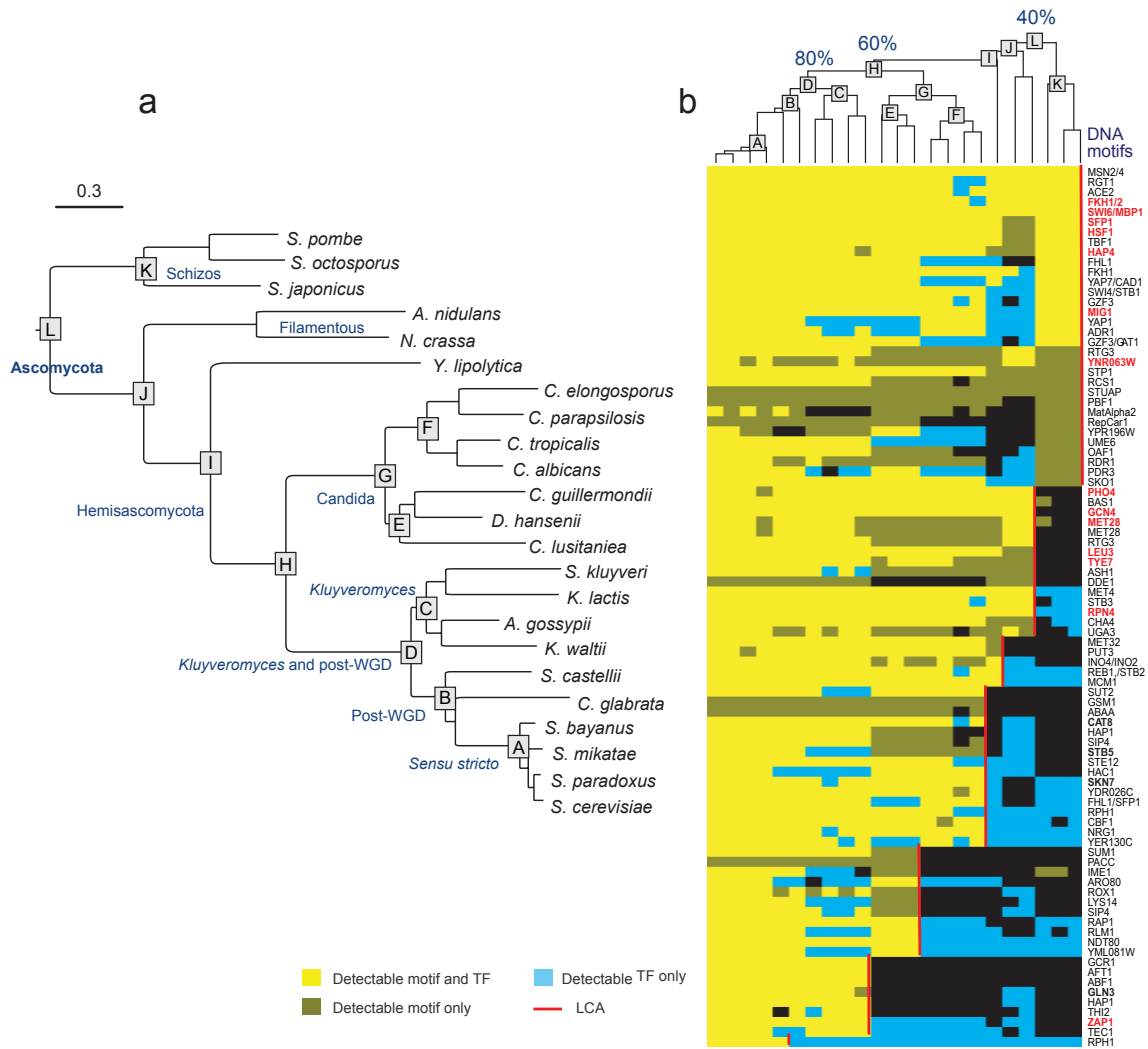 a
0.3
S. pombe
S. octosporus
K
Schizos
S. japonicus
L
A. nidulans
Filamentous
N. crassa
Ascomycota
Y. lipolytica
J
C. elongosporus
C. parapsilosis
F
C. tropicalis
I
C. albicans
G
Candida
C. guillermondii
Hemisascomycota
D. hansenii
E
C. lusitaniea
H
S. kluyveri
Kluyveromyces
K. lactis
C
A. gossypii
D
K. waltii
Kluyveromyces and post-WGD
S. castellii
B
C. glabrata
Post-WGD
S. bayanus
A
S. mikatae
Sensu stricto
S. paradoxus
S. cerevisiae
Detectable motif and TF
Detectable TF only
Detectable motif only
LCA
b
40%
60%
80%
L
J
I
H
D
K
C
G
B
E
F
A
DNA
motifs
MSN2/4
RGT1
ACE2
FKH1/2
SWI6/MBP1
SFP1
HSF1
TBF1
HAP4
FHL1
FKH1
YAP7/CAD1
SWI4/STB1
GZF3
MIG1
YAP1
ADR1
GZF3/GAT1
RTG3
YNR063W
STP1
RCS1
STUAP
PBF1
MatAlpha2
RepCar1
YPR196W
UME6
OAF1
RDR1
PDR3
SKO1
PHO4
BAS1
GCN4
MET28
MET28
RTG3
LEU3
TYE7
ASH1
DDE1
MET4
STB3
RPN4
CHA4
UGA3
MET32
PUT3
INO4/INO2
REB1,/STB2
MCM1
SUT2
GSM1
ABAA
CAT8
HAP1
SIP4
STB5
STE12
HAC1
SKN7
YDR026C
FHL1/SFP1
RPH1
CBF1
NRG1
YER130C
SUM1
PACC
IME1
ARO80
ROX1
LYS14
SIP4
RAP1
RLM1
NDT80
YML081W
GCR1
AFT1
ABF1
GLN3
HAP1
THI2
ZAP1
TEC1
RPH1